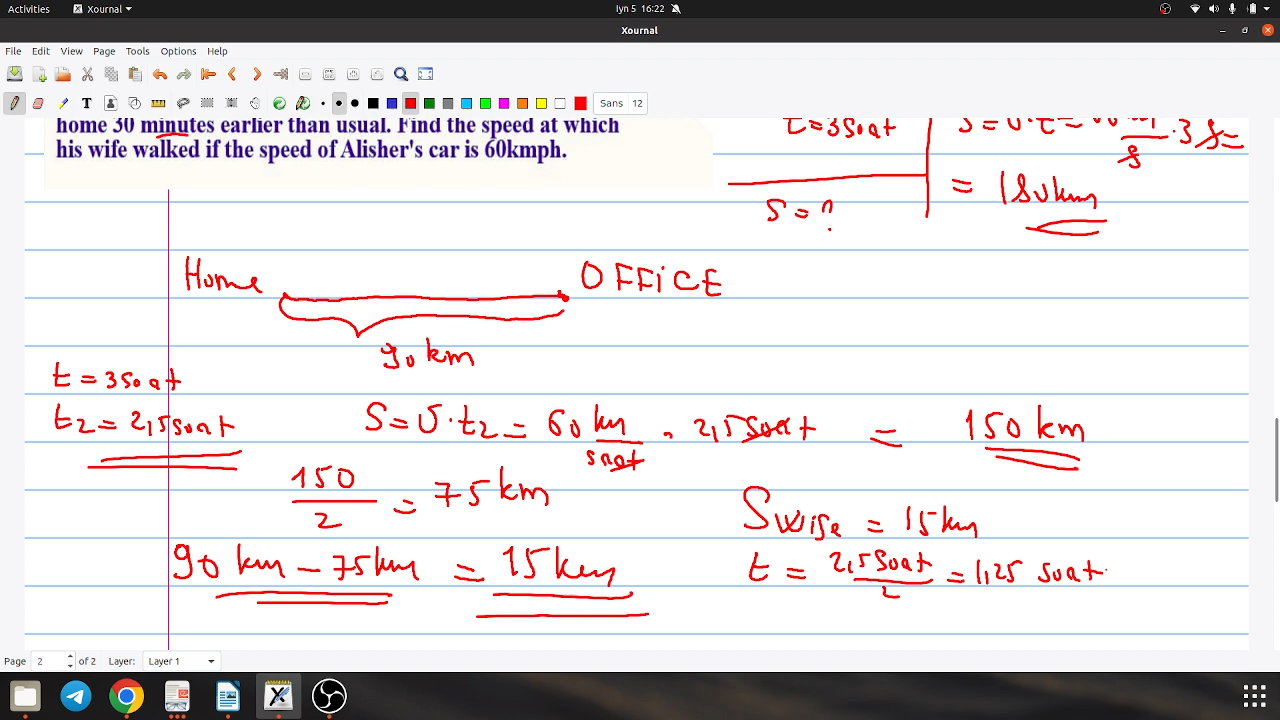 Activities Xournal lyn 5 16:22
Xournal
File Edit View Page Tools Options Help
Sans 12
home 30 minutes earlier than usual. Find the speed at which
his wife walked if the speed of Alisher's car is 60kmph.
t=3soat
= 180km
S = ?
Home OFFiCE
90 km
t = 3soat
t2 = 2,5soat
S = υ·t2 = 60 km/soat · 2,5soat = 150 km
150/2 = 75km
90 km - 75km = 15km
Swife = 15km
t = 2,5soat/2 = 1,25 soat
Page 2 of 2 Layer: Layer 1